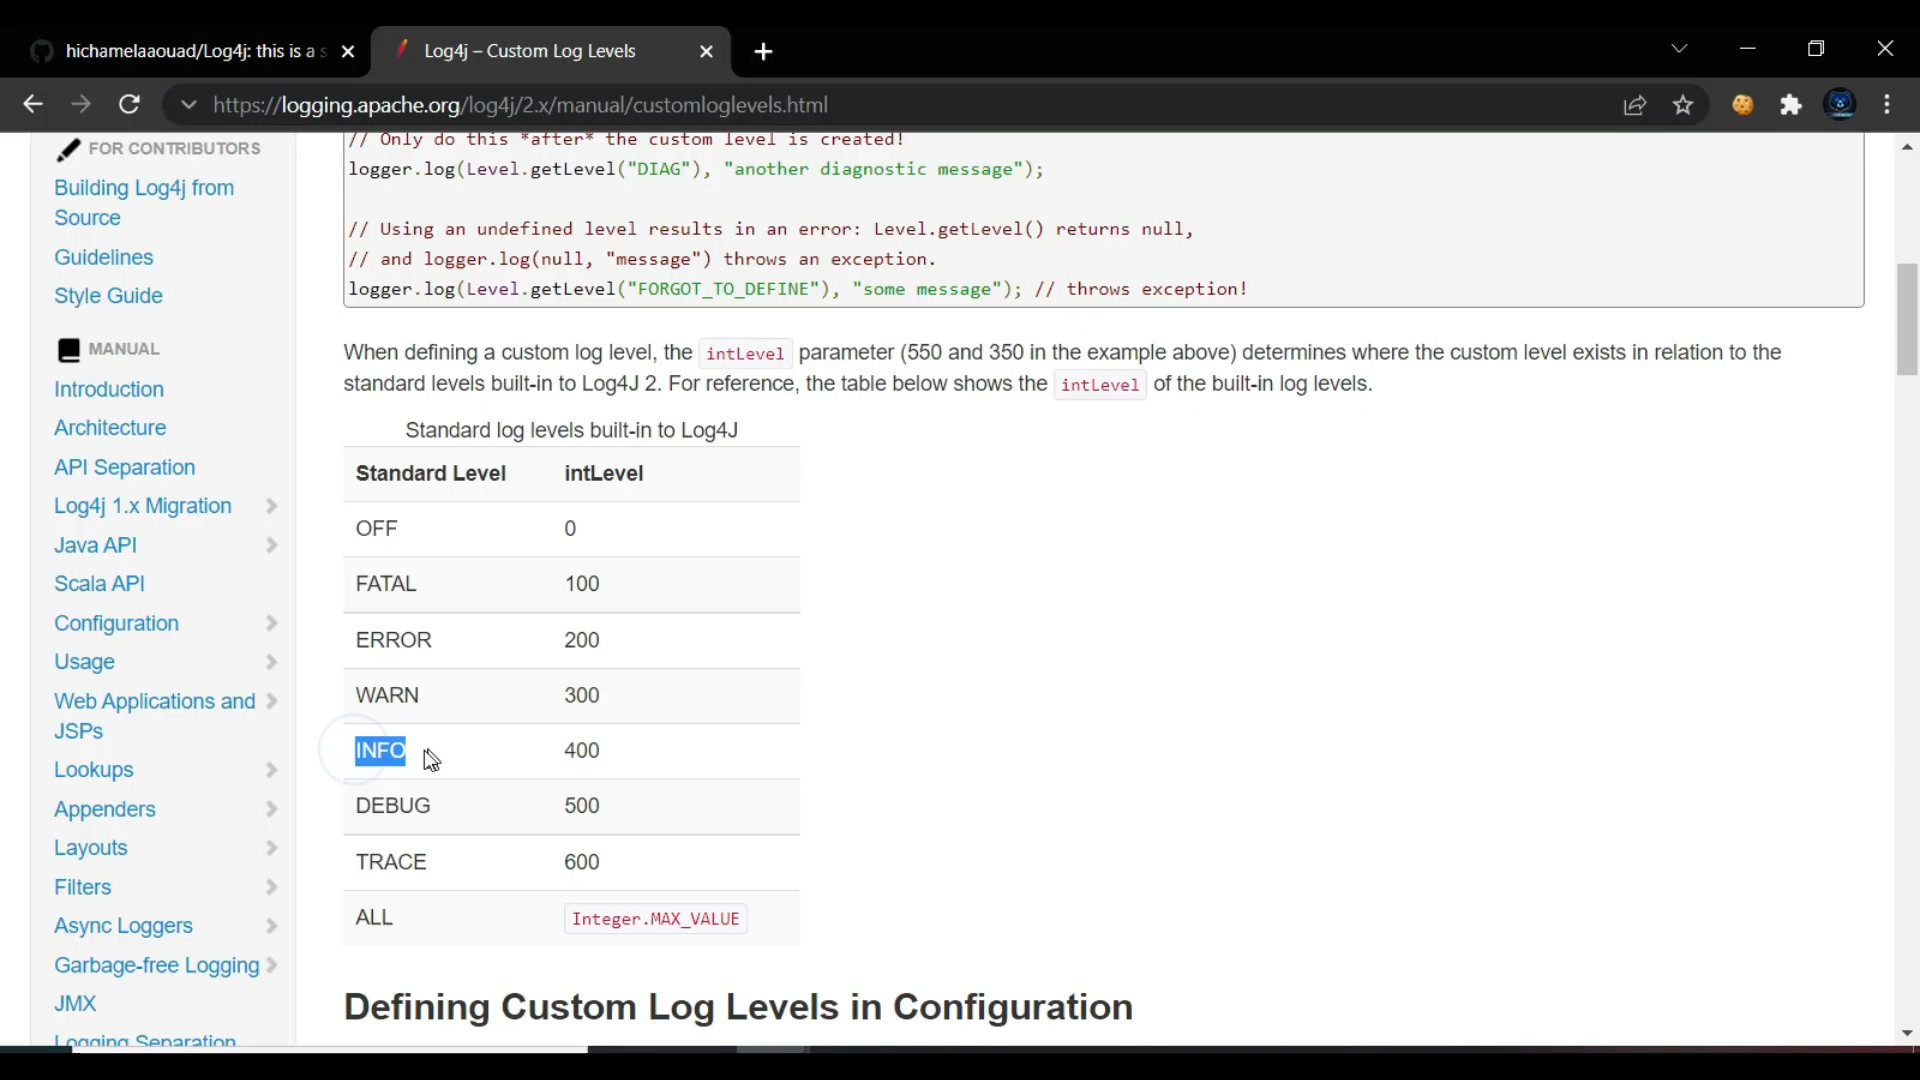 hichamelaaouad/Log4j: this is a s
Log4j – Custom Log Levels
https://logging.apache.org/log4j/2.x/manual/customloglevels.html
FOR CONTRIBUTORS
Building Log4j from
Source
Guidelines
Style Guide
MANUAL
Introduction
Architecture
API Separation
Log4j 1.x Migration
Java API
Scala API
Configuration
Usage
Web Applications and
JSPs
Lookups
Appenders
Layouts
Filters
Async Loggers
Garbage-free Logging
JMX
Logging Separation
// Only do this *after* the custom level is created!
logger.log(Level.getLevel("DIAG"), "another diagnostic message");
// Using an undefined level results in an error: Level.getLevel() returns null,
// and logger.log(null, "message") throws an exception.
logger.log(Level.getLevel("FORGOT_TO_DEFINE"), "some message"); // throws exception!
When defining a custom log level, the intLevel parameter (550 and 350 in the example above) determines where the custom level exists in relation to the
standard levels built-in to Log4J 2. For reference, the table below shows the intLevel of the built-in log levels.
Standard log levels built-in to Log4J
Standard Level intLevel
OFF 0
FATAL 100
ERROR 200
WARN 300
INFO 400
DEBUG 500
TRACE 600
ALL Integer.MAX_VALUE
Defining Custom Log Levels in Configuration